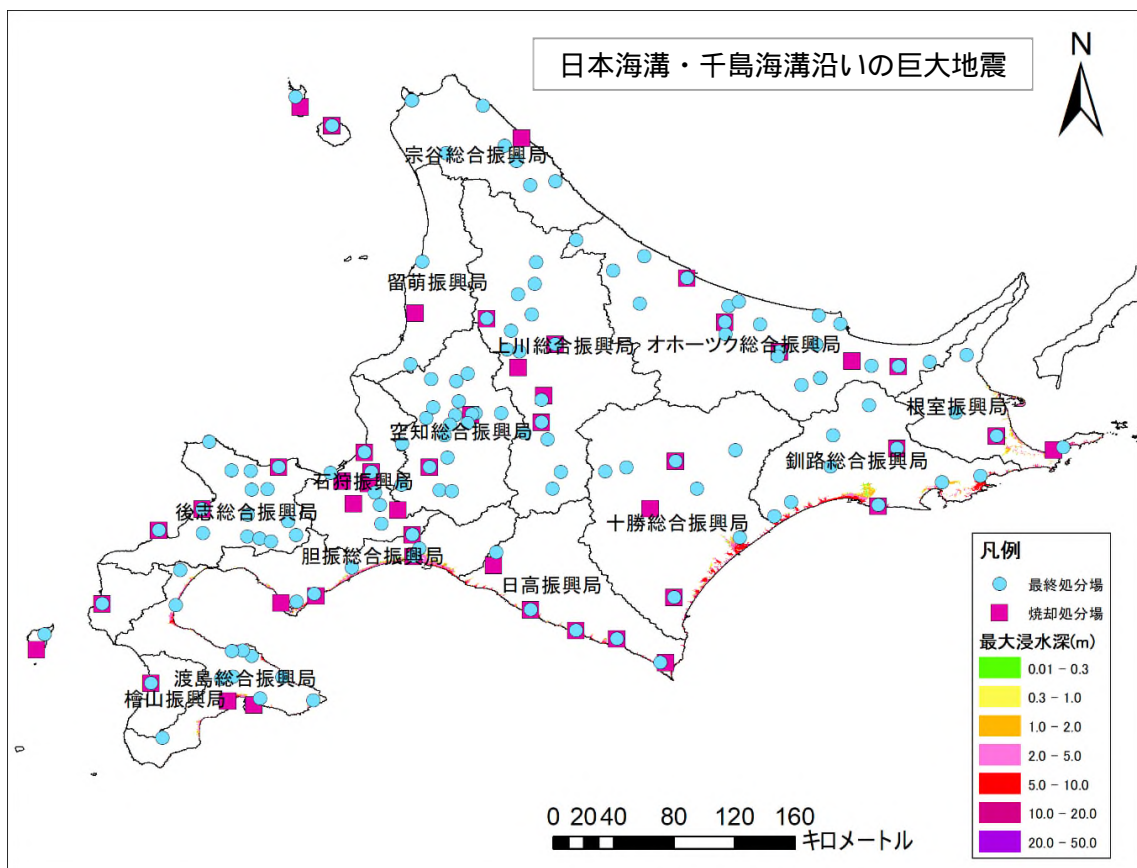 日本海溝・千島海溝沿いの巨大地震
N
宗谷総合振興局
留萌振興局
上川総合振興局
オホーツク総合振興局
根室振興局
空知総合振興局
釧路総合振興局
石狩振興局
後志総合振興局
十勝総合振興局
胆振総合振興局
日高振興局
渡島総合振興局
檜山振興局
凡例
最終処分場
焼却処分場
最大浸水深(m)
0.01 - 0.3
0.3 - 1.0
1.0 - 2.0
2.0 - 5.0
5.0 - 10.0
10.0 - 20.0
20.0 - 50.0
0 20 40 80 120 160
キロメートル